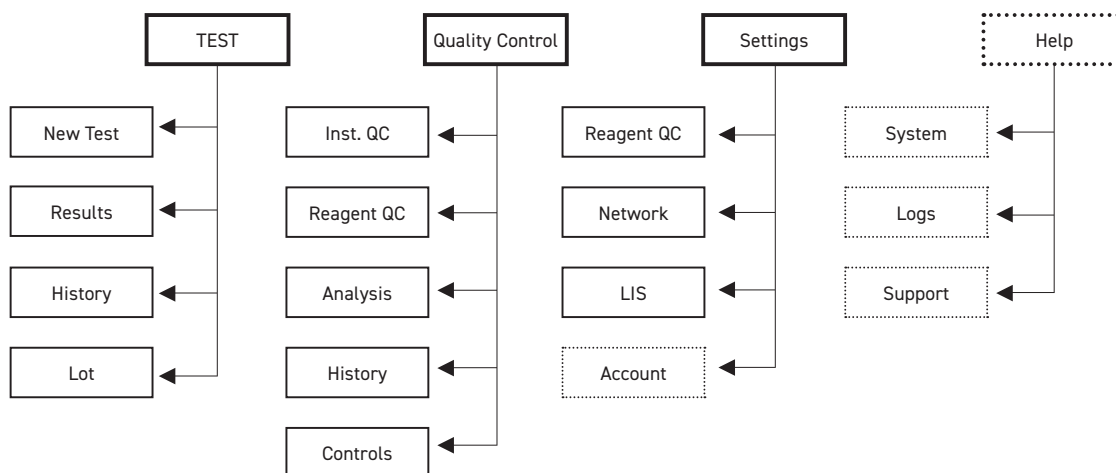 TEST
Quality Control
Settings
Help
New Test
Results
History
Lot
Inst. QC
Reagent QC
Analysis
History
Controls
Reagent QC
Network
LIS
Account
System
Logs
Support